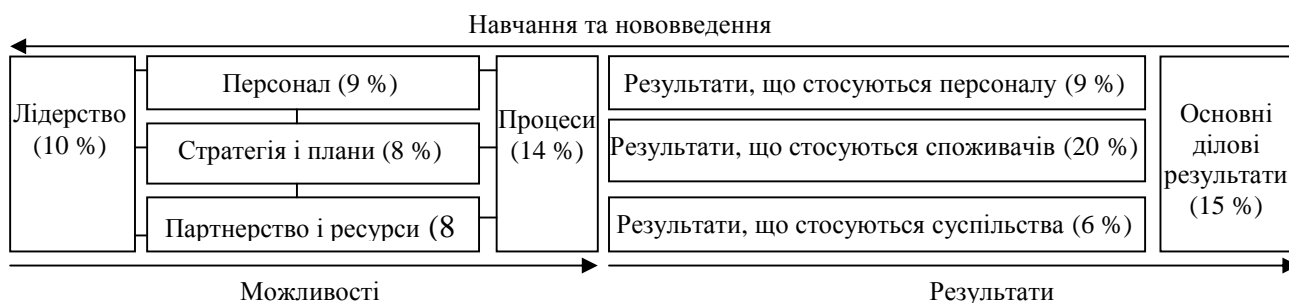 Навчання та нововведення
Лідерство
(10 %)
Персонал (9 %)
Стратегія і плани (8 %)
Партнерство і ресурси (8
Процеси
(14 %)
Результати, що стосуються персоналу (9 %)
Результати, що стосуються споживачів (20 %)
Результати, що стосуються суспільства (6 %)
Основні
ділові
результати
(15 %)
Можливості
Результати